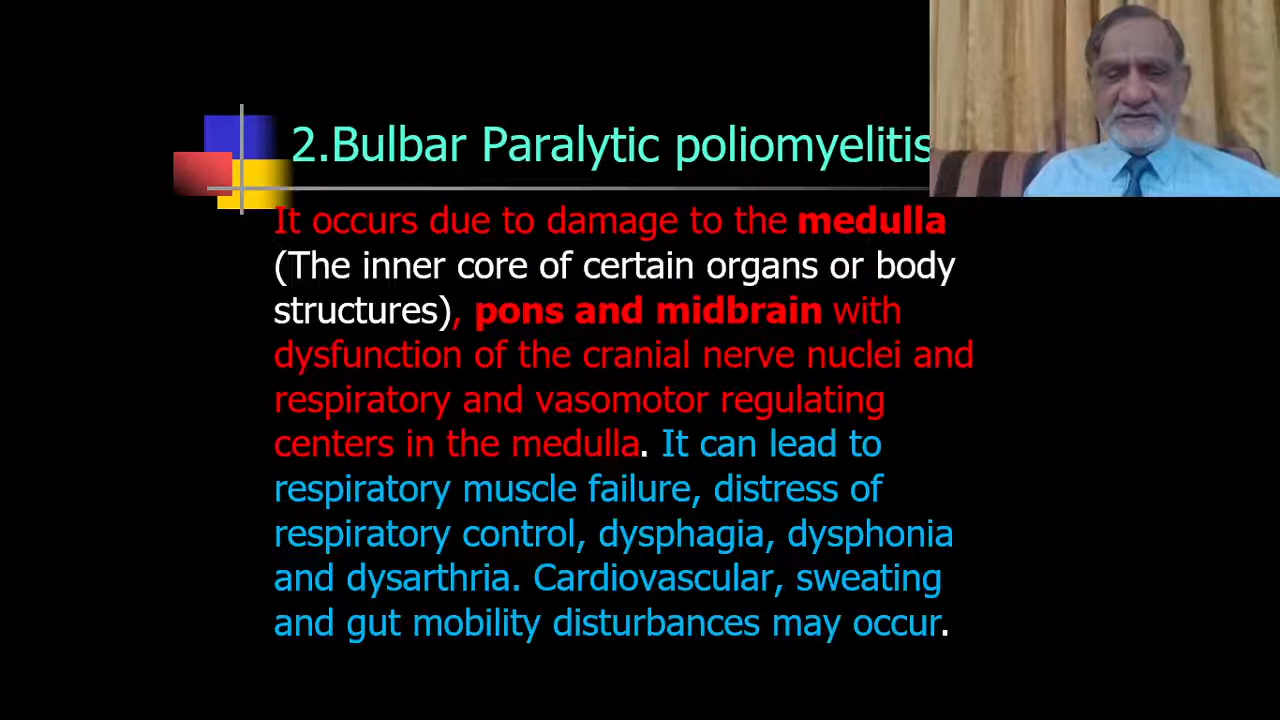 2.Bulbar Paralytic poliomyelitis
It occurs due to damage to the medulla
(The inner core of certain organs or body
structures), pons and midbrain with
dysfunction of the cranial nerve nuclei and
respiratory and vasomotor regulating
centers in the medulla. It can lead to
respiratory muscle failure, distress of
respiratory control, dysphagia, dysphonia
and dysarthria. Cardiovascular, sweating
and gut mobility disturbances may occur.